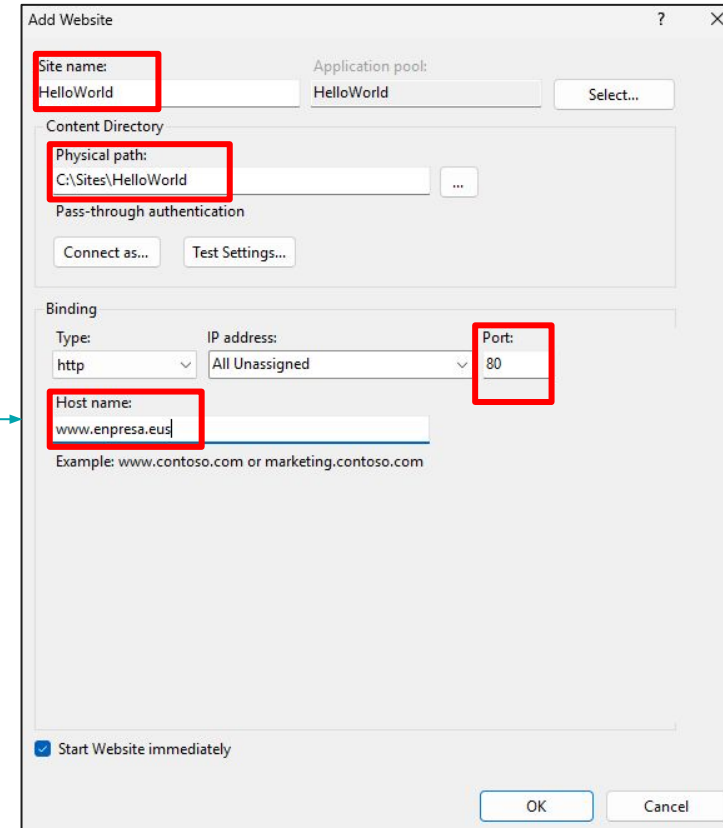 Add Website ?
Site name: Application pool:
HelloWorld HelloWorld Select...
Content Directory
Physical path:
C:\Sites\HelloWorld ...
Pass-through authentication
Connect as... Test Settings...
Binding
Type: IP address: Port:
http All Unassigned 80
Host name:
www.enpresa.eus
Example: www.contoso.com or marketing.contoso.com
Start Website immediately
OK Cancel